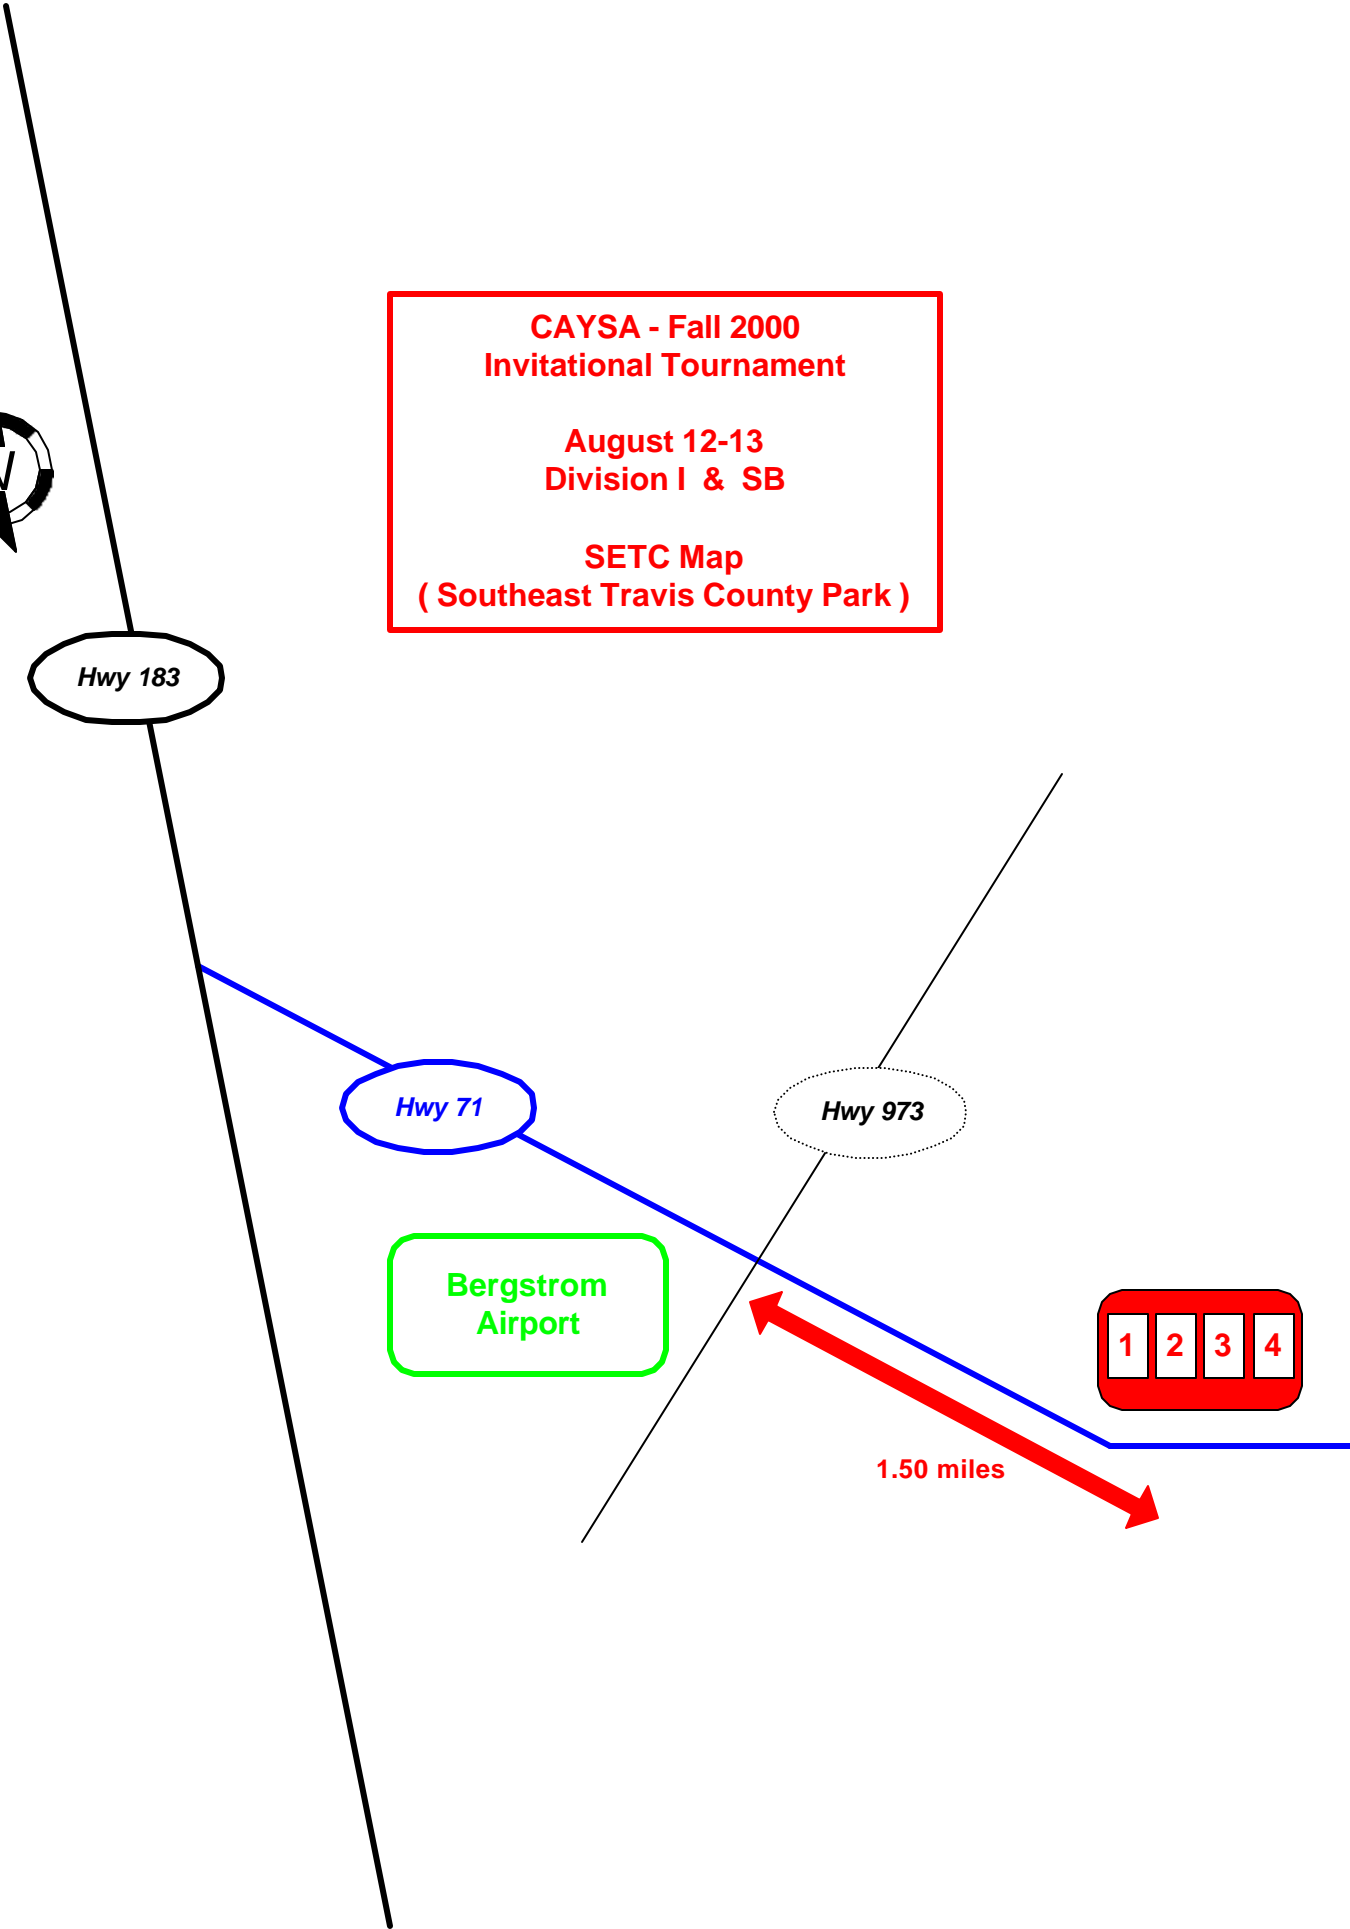 CAYSA - Fall 2000
Invitational Tournament
August 12-13
Division I & SB
SETC Map
( Southeast Travis County Park )
Hwy 183
Hwy 71
Hwy 973
Bergstrom
Airport
1 2 3 4
1.50 miles